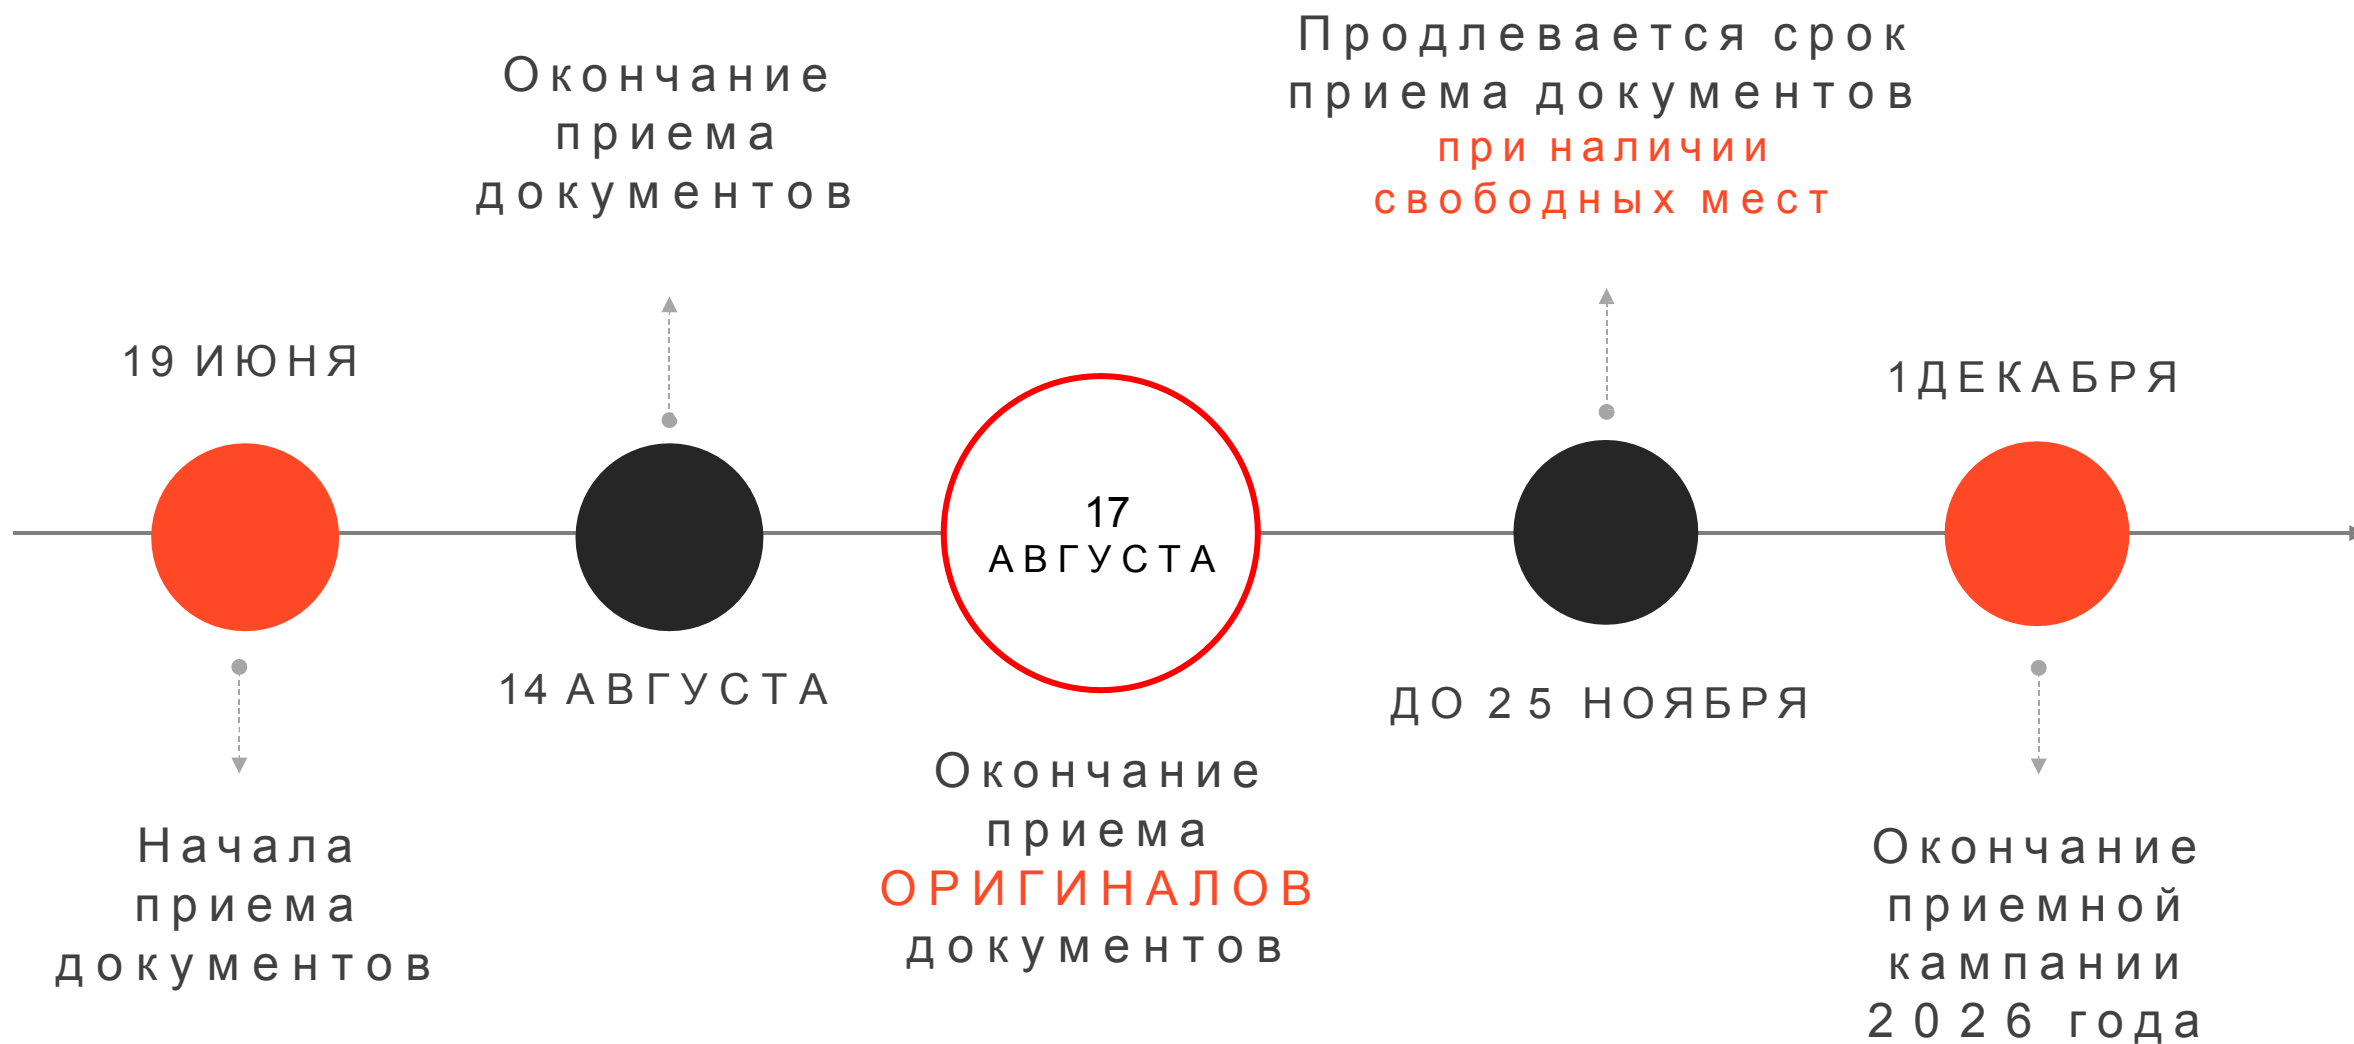 19 ИЮНЯ
Начала
приема
документов
Окончание
приема
документов
14 АВГУСТА
17
АВГУСТА
Окончание
приема
ОРИГИНАЛОВ
документов
Продлевается срок
приема документов
при наличии
свободных мест
ДО 25 НОЯБРЯ
1ДЕКАБРЯ
Окончание
приемной
кампании
2026 года